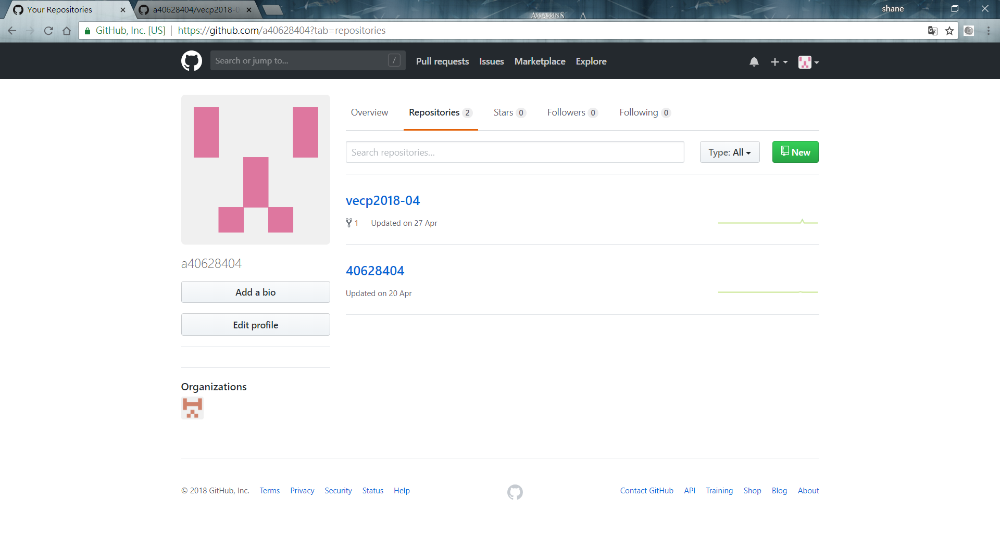 Your Repositories
a40628404/vecp2018-0
ASSASSINS
shane
GitHub, Inc. [US]
https://github.com/a40628404?tab=repositories
Search or jump to...
/
Pull requests
Issues
Marketplace
Explore
Overview
Repositories 2
Stars 0
Followers 0
Following 0
Search repositories...
Type: All
New
vecp2018-04
1
Updated on 27 Apr
a40628404
40628404
Add a bio
Updated on 20 Apr
Edit profile
Organizations
© 2018 GitHub, Inc.
Terms
Privacy
Security
Status
Help
Contact GitHub
API
Training
Shop
Blog
About